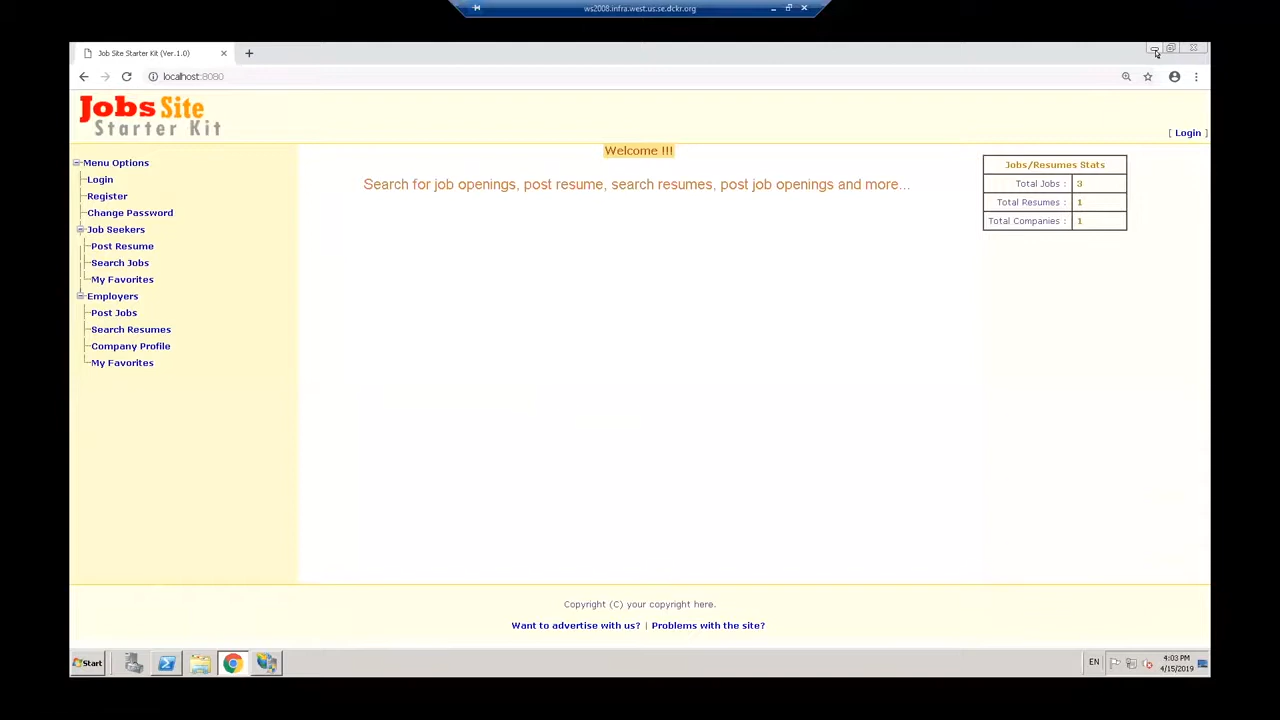 ws2008.infra.west.us.se.dckr.org
Job Site Starter Kit (Ver.1.0)
localhost:8080
Jobs Site
Starter Kit
[ Login ]
Welcome !!!
Search for job openings, post resume, search resumes, post job openings and more...
Menu Options
Login
Register
Change Password
Job Seekers
Post Resume
Search Jobs
My Favorites
Employers
Post Jobs
Search Resumes
Company Profile
My Favorites
Jobs/Resumes Stats
Total Jobs : 3
Total Resumes : 1
Total Companies : 1
Copyright (C) your copyright here.
Want to advertise with us? | Problems with the site?
Start
EN
4:03 PM
4/15/2019